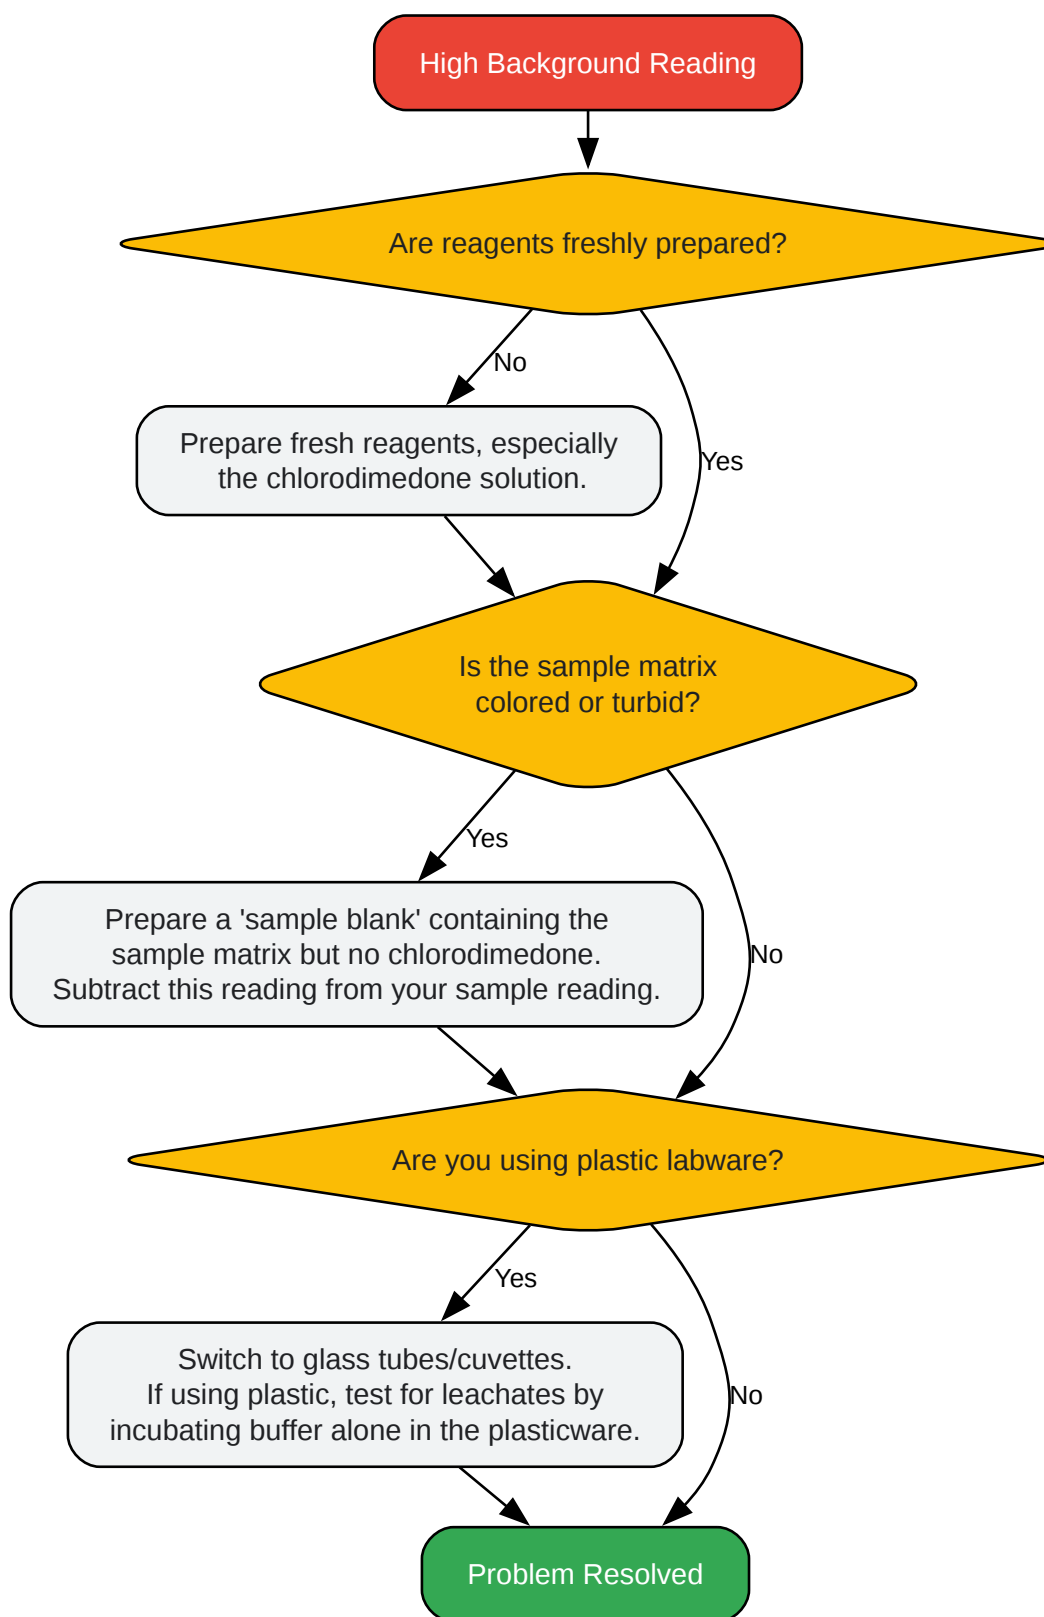 High Background Reading
Are reagents freshly prepared?
No
Prepare fresh reagents, especially
the chlorodimedone solution.
Yes
Is the sample matrix
colored or turbid?
Yes
Prepare a 'sample blank' containing the
sample matrix but no chlorodimedone.
Subtract this reading from your sample reading.
No
Are you using plastic labware?
Yes
Switch to glass tubes/cuvettes.
If using plastic, test for leachates by
incubating buffer alone in the plasticware.
No
Problem Resolved